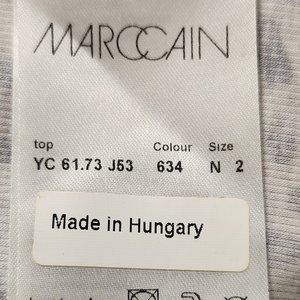 MARCCAIN
top Colour Size
YC 61.73 J53 634 N 2
Made in Hungary